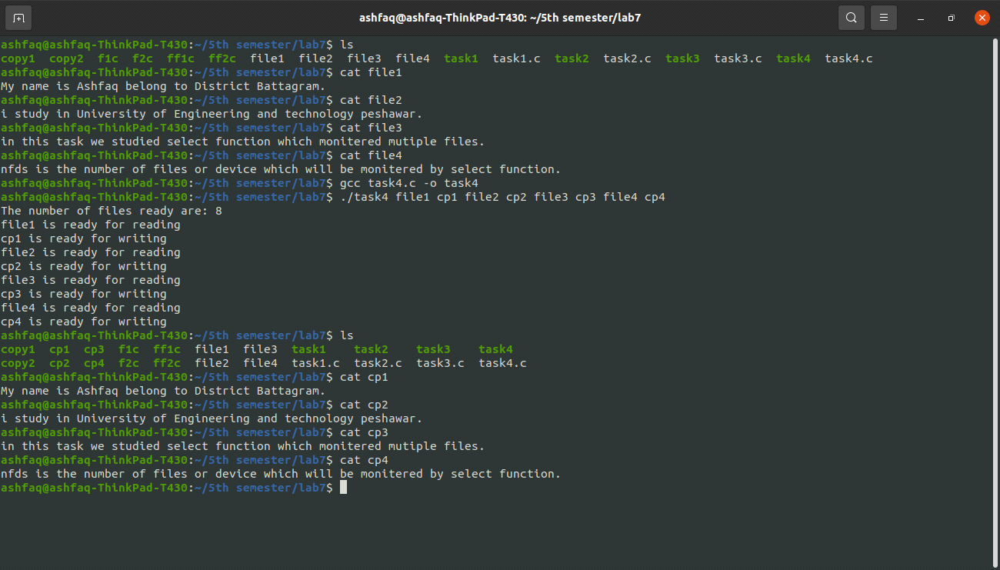 ashfaq@ashfaq-ThinkPad-T430: ~/5th semester/lab7
ashfaq@ashfaq-ThinkPad-T430:~/5th semester/lab7$ ls
copy1  copy2  f1c  f2c  ff1c  ff2c  file1  file2  file3  file4  task1  task1.c  task2  task2.c  task3  task3.c  task4  task4.c
ashfaq@ashfaq-ThinkPad-T430:~/5th semester/lab7$ cat file1
My name is Ashfaq belong to District Battagram.
ashfaq@ashfaq-ThinkPad-T430:~/5th semester/lab7$ cat file2
i study in University of Engineering and technology peshawar.
ashfaq@ashfaq-ThinkPad-T430:~/5th semester/lab7$ cat file3
in this task we studied select function which monitered mutiple files.
ashfaq@ashfaq-ThinkPad-T430:~/5th semester/lab7$ cat file4
nfds is the number of files or device which will be monitered by select function.
ashfaq@ashfaq-ThinkPad-T430:~/5th semester/lab7$ gcc task4.c -o task4
ashfaq@ashfaq-ThinkPad-T430:~/5th semester/lab7$ ./task4 file1 cp1 file2 cp2 file3 cp3 file4 cp4
The number of files ready are: 8
file1 is ready for reading
cp1 is ready for writing
file2 is ready for reading
cp2 is ready for writing
file3 is ready for reading
cp3 is ready for writing
file4 is ready for reading
cp4 is ready for writing
ashfaq@ashfaq-ThinkPad-T430:~/5th semester/lab7$ ls
copy1  cp1  cp3  f1c  ff1c  file1  file3  task1    task2    task3    task4
copy2  cp2  cp4  f2c  ff2c  file2  file4  task1.c  task2.c  task3.c  task4.c
ashfaq@ashfaq-ThinkPad-T430:~/5th semester/lab7$ cat cp1
My name is Ashfaq belong to District Battagram.
ashfaq@ashfaq-ThinkPad-T430:~/5th semester/lab7$ cat cp2
i study in University of Engineering and technology peshawar.
ashfaq@ashfaq-ThinkPad-T430:~/5th semester/lab7$ cat cp3
in this task we studied select function which monitered mutiple files.
ashfaq@ashfaq-ThinkPad-T430:~/5th semester/lab7$ cat cp4
nfds is the number of files or device which will be monitered by select function.
ashfaq@ashfaq-ThinkPad-T430:~/5th semester/lab7$